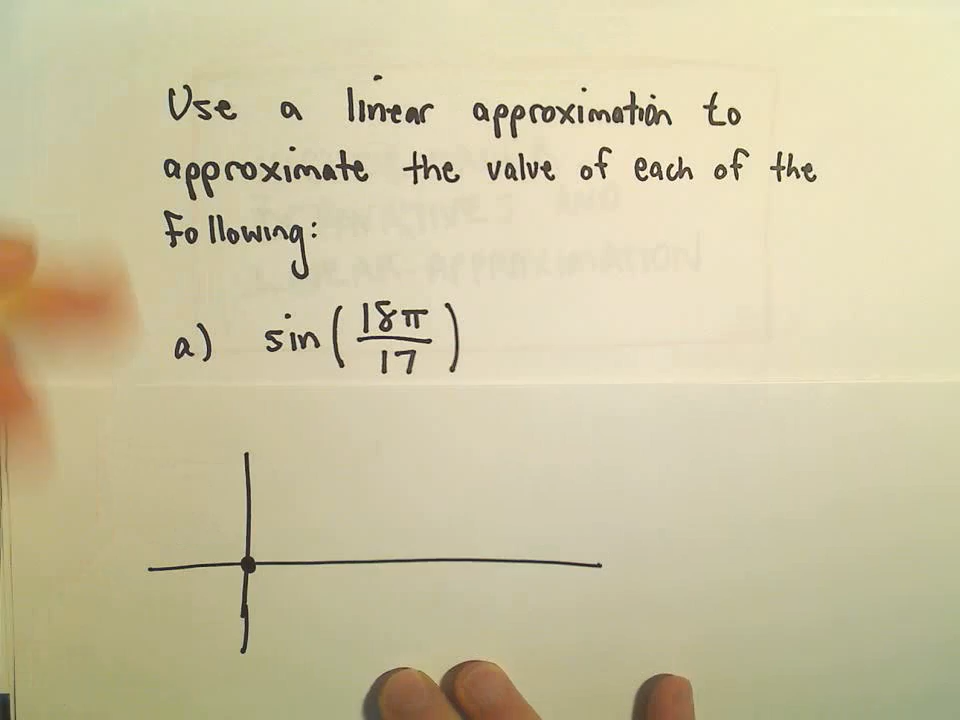 Use a linear approximation to
approximate the value of each of the
following:
a) sin(18π/17)